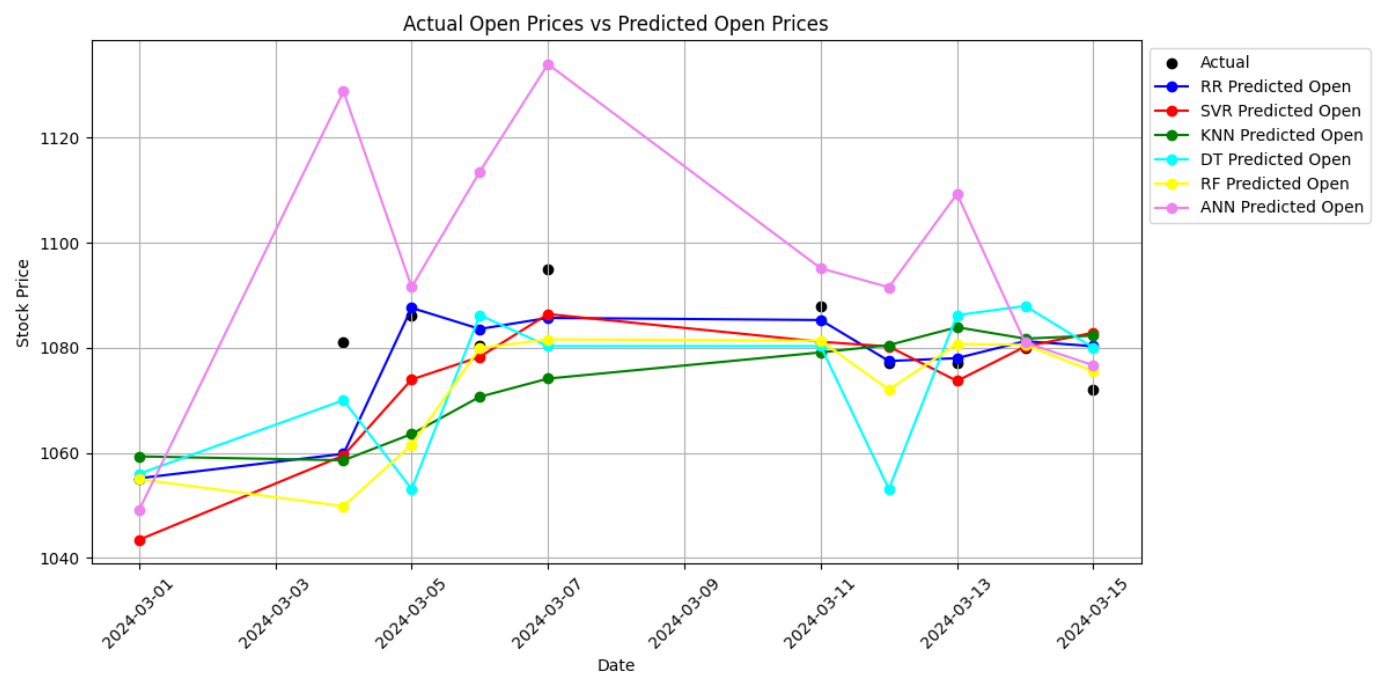 Actual Open Prices vs Predicted Open Prices
Actual
RR Predicted Open
SVR Predicted Open
KNN Predicted Open
DT Predicted Open
RF Predicted Open
ANN Predicted Open
Stock Price
1120
1100
1080
1060
1040
2024-03-01
2024-03-03
2024-03-05
2024-03-07
2024-03-09
2024-03-11
2024-03-13
2024-03-15
Date